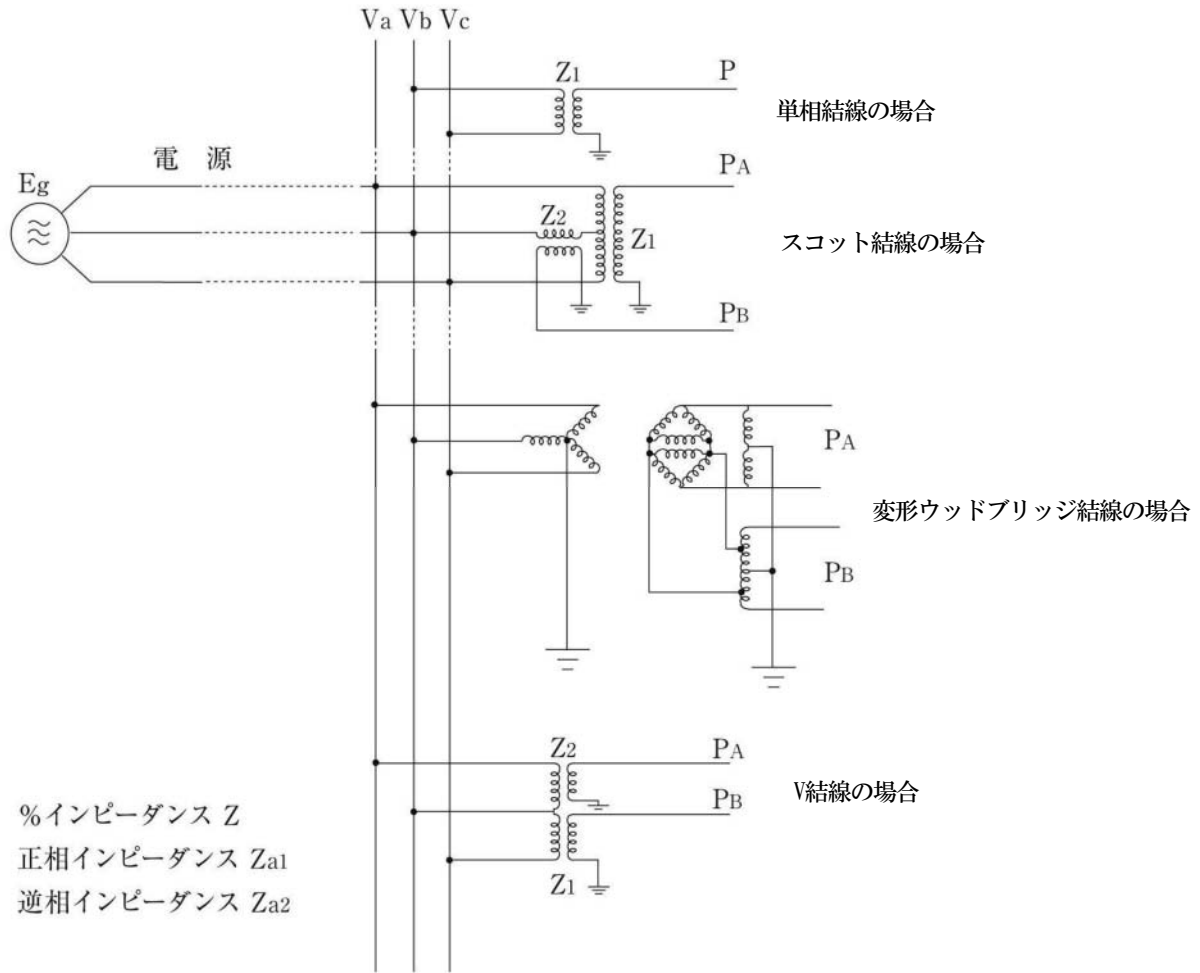 Va Vb Vc
Z1
P
単相結線の場合
電 源
Eg
PA
Z2
Z1
スコット結線の場合
PB
PA
変形ウッドブリッジ結線の場合
PB
Z2
PA
V結線の場合
PB
Z1
%インピーダンス Z
正相インピーダンス Za1
逆相インピーダンス Za2